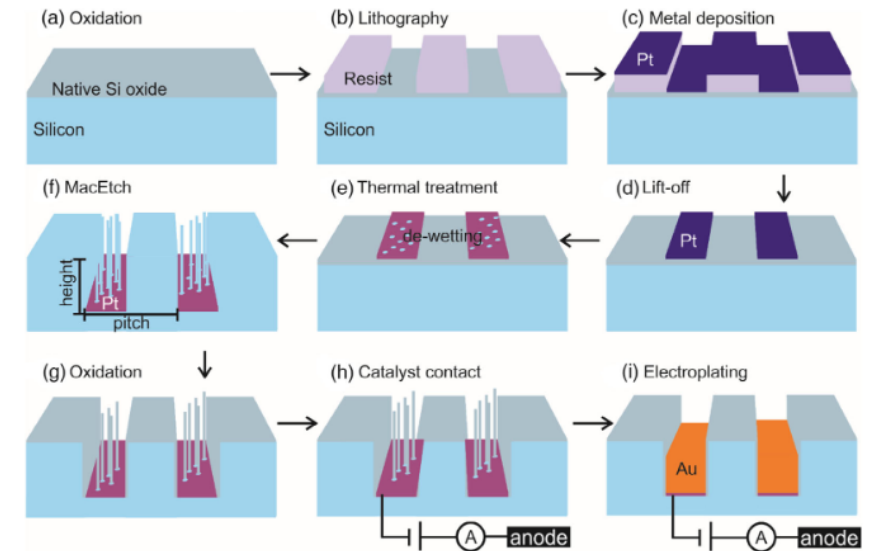 (a) Oxidation
Native Si oxide
Silicon
(b) Lithography
Resist
Silicon
(c) Metal deposition
Pt
(f) MacEtch
height
Pt
pitch
(e) Thermal treatment
de-wetting
(d) Lift-off
Pt
(g) Oxidation
(h) Catalyst contact
A
anode
(i) Electroplating
Au
A
anode